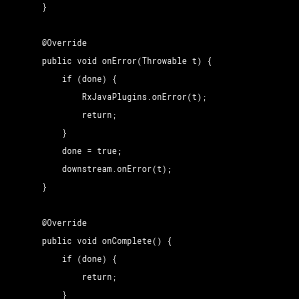 }
@Override
public void onError(Throwable t) {
if (done) {
RxJavaPlugins.onError(t);
return;
}
done = true;
downstream.onError(t);
}
@Override
public void onComplete() {
if (done) {
return;
}